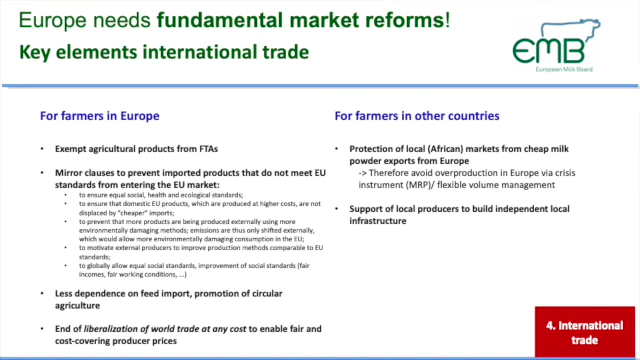 Europe needs fundamental market reforms!
Key elements international trade
EMB
European Milk Board
For farmers in Europe
• Exempt agricultural products from FTAs
• Mirror clauses to prevent imported products that do not meet EU
standards from entering the EU market:
• to ensure equal social, health and ecological standards;
• to ensure that domestic EU products, which are produced at higher costs, are not
displaced by "cheaper" imports;
• to prevent that more products are being produced externally using more
environmentally damaging methods; emissions are thus only shifted externally,
which would allow more environmentally damaging consumption in the EU;
• to motivate external producers to improve production methods comparable to EU
standards;
• to globally allow equal social standards, improvement of social standards (fair
incomes, fair working conditions, ...)
• Less dependence on feed import, promotion of circular
agriculture
• End of liberalization of world trade at any cost to enable fair and
cost-covering producer prices
For farmers in other countries
• Protection of local (African) markets from cheap milk
powder exports from Europe
-> Therefore avoid overproduction in Europe via crisis
instrument (MRP)/ flexible volume management
• Support of local producers to build independent local
infrastructure
4. International
trade